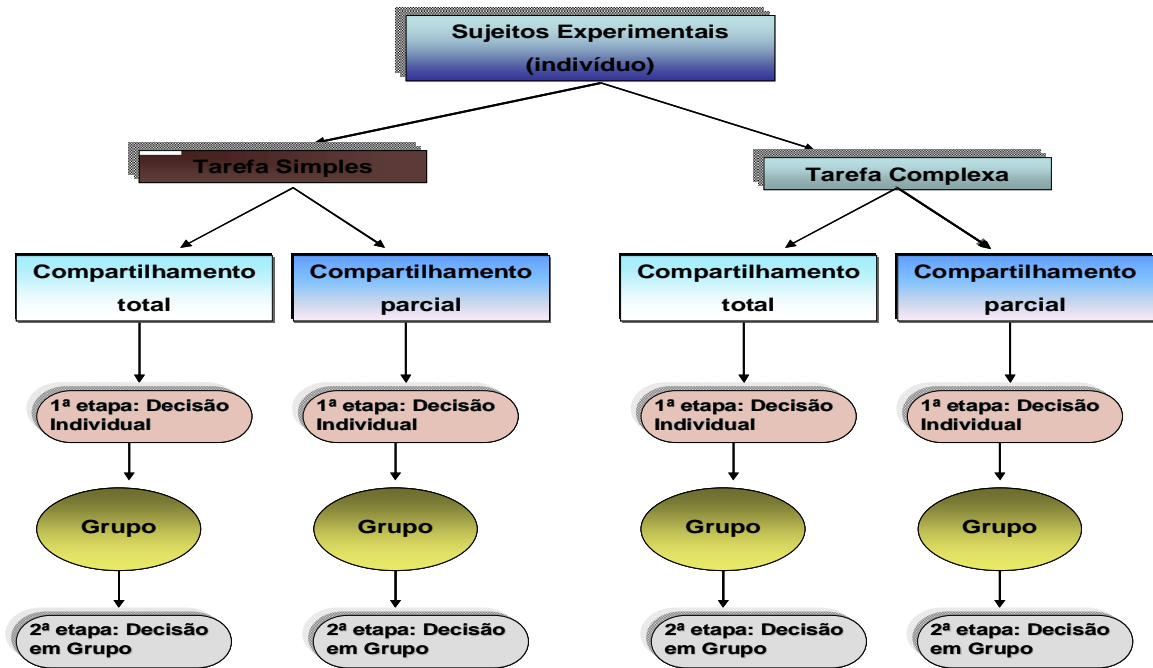 Sujeitos Experimentais
(indivíduo)
Tarefa Simples
Tarefa Complexa
Compartilhamento
total
Compartilhamento
parcial
Compartilhamento
total
Compartilhamento
parcial
1ª etapa: Decisão
Individual
1ª etapa: Decisão
Individual
1ª etapa: Decisão
Individual
1ª etapa: Decisão
Individual
Grupo
Grupo
Grupo
Grupo
2ª etapa: Decisão
em Grupo
2ª etapa: Decisão
em Grupo
2ª etapa: Decisão
em Grupo
2ª etapa: Decisão
em Grupo